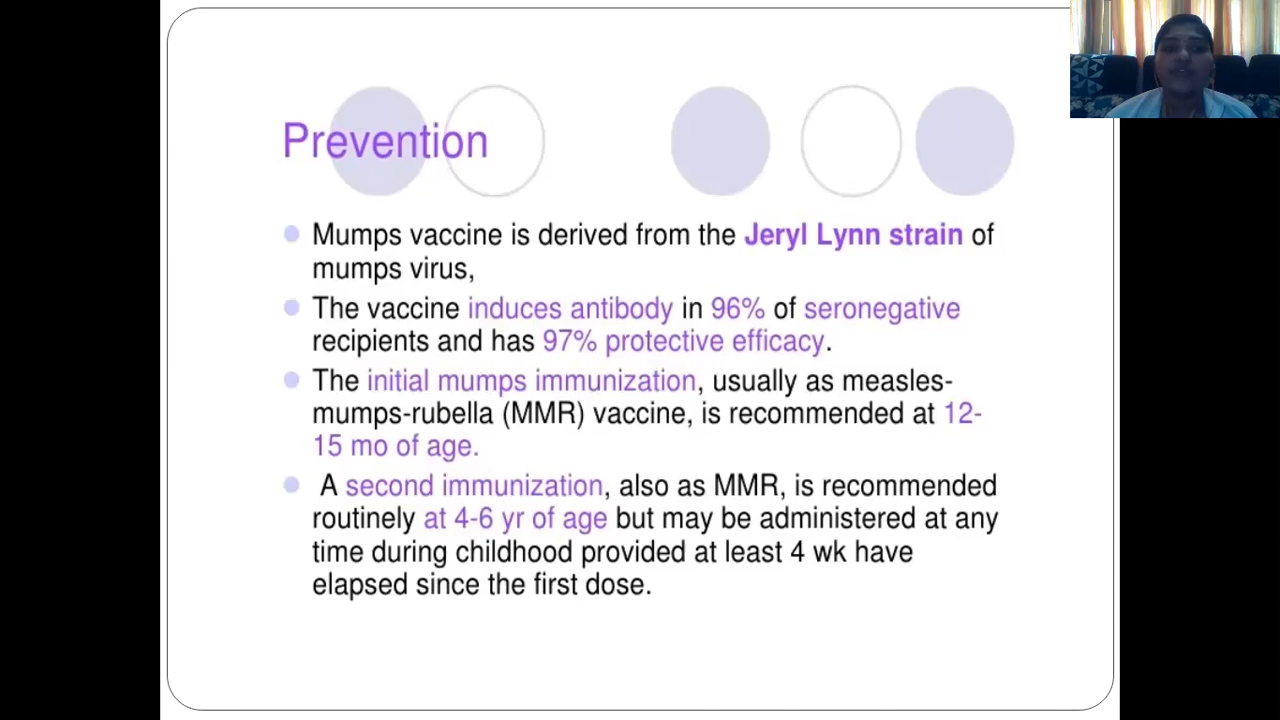 Prevention
Mumps vaccine is derived from the Jeryl Lynn strain of
mumps virus,
The vaccine induces antibody in 96% of seronegative
recipients and has 97% protective efficacy.
The initial mumps immunization, usually as measles-
mumps-rubella (MMR) vaccine, is recommended at 12-
15 mo of age.
A second immunization, also as MMR, is recommended
routinely at 4-6 yr of age but may be administered at any
time during childhood provided at least 4 wk have
elapsed since the first dose.